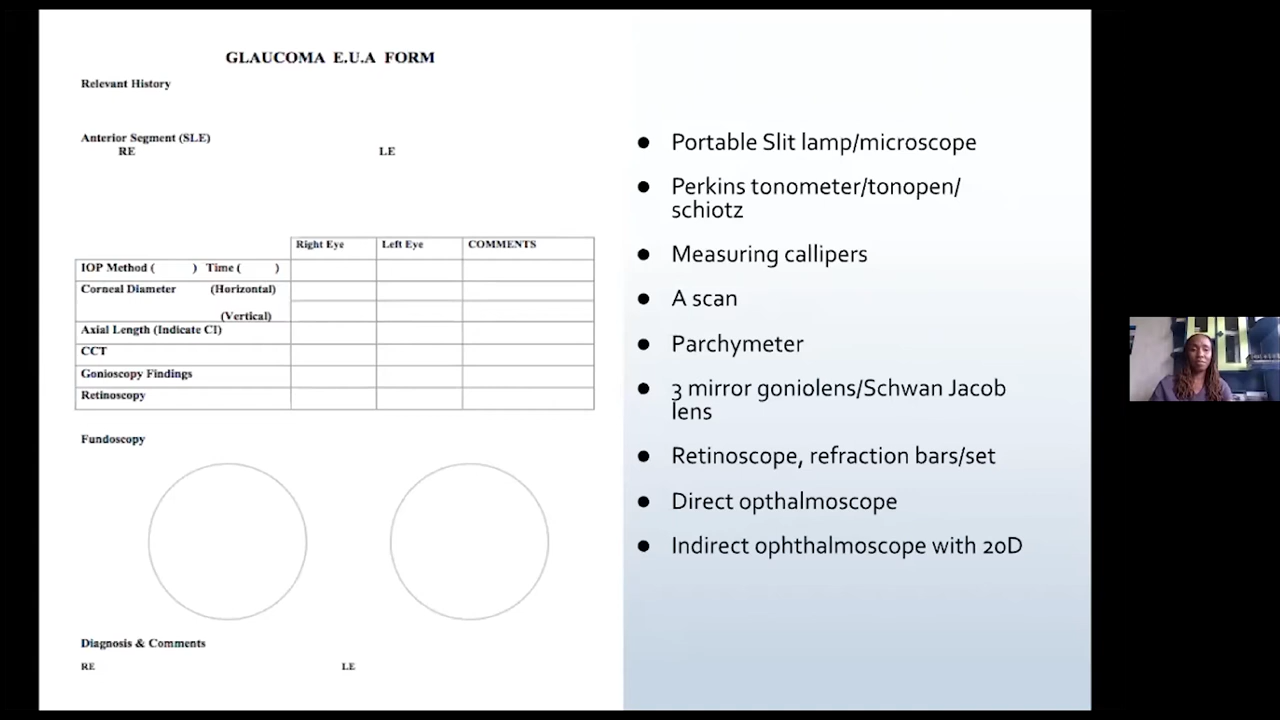 GLAUCOMA E.U.A FORM
Relevant History
Anterior Segment (SLE)
RE LE
Right Eye Left Eye COMMENTS
IOP Method ( ) Time ( )
Corneal Diameter (Horizontal)
(Vertical)
Axial Length (Indicate CI)
CCT
Gonioscopy Findings
Retinoscopy
Fundoscopy
Diagnosis & Comments
RE LE
● Portable Slit lamp/microscope
● Perkins tonometer/tonopen/
schiotz
● Measuring callipers
● A scan
● Parchymeter
● 3 mirror goniolens/Schwan Jacob
lens
● Retinoscope, refraction bars/set
● Direct opthalmoscope
● Indirect ophthalmoscope with 20D